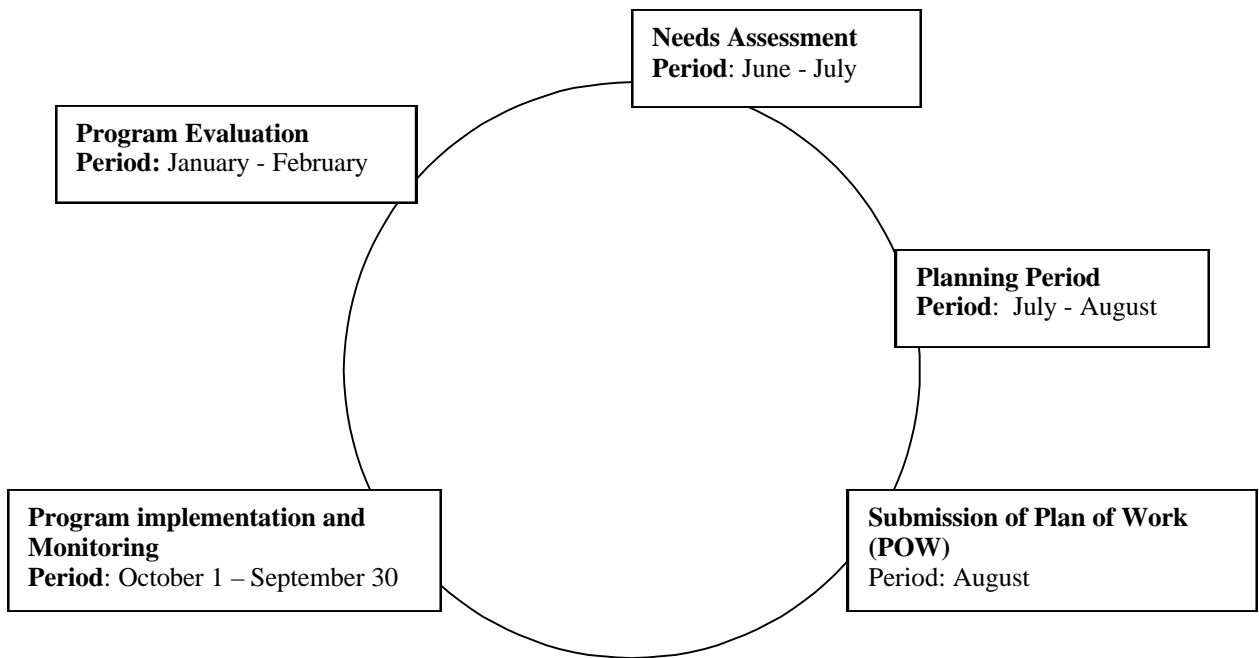 Needs Assessment
Period: June - July
Program Evaluation
Period: January - February
Planning Period
Period:  July - August
Program implementation and
Monitoring
Period: October 1 – September 30
Submission of Plan of Work
(POW)
Period: August